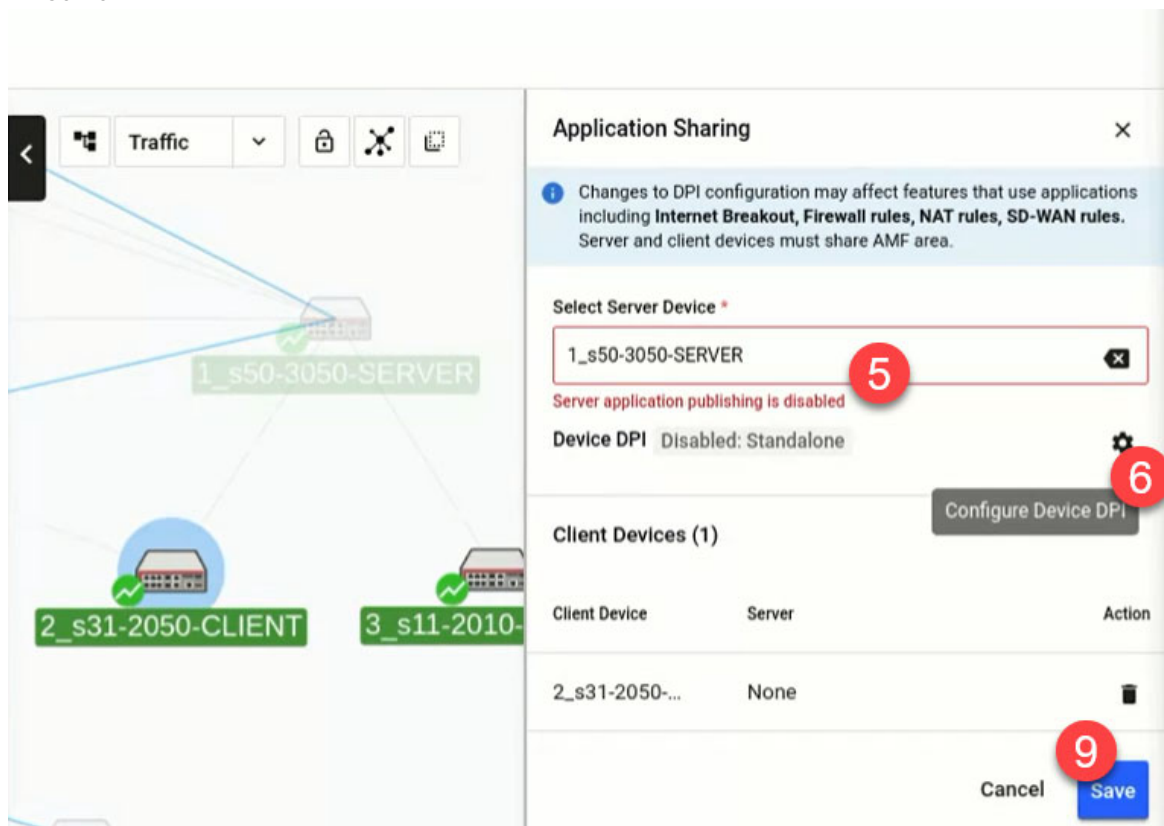 Traffic
Application Sharing
Changes to DPI configuration may affect features that use applications
including Internet Breakout, Firewall rules, NAT rules, SD-WAN rules.
Server and client devices must share AMF area.
Select Server Device *
1_s50-3050-SERVER
5
Server application publishing is disabled
Device DPI Disabled: Standalone
6
Configure Device DPI
Client Devices (1)
Client Device Server Action
2_s31-2050-... None
9
Cancel Save
1_s50-3050-SERVER
2_s31-2050-CLIENT
3_s11-2010-